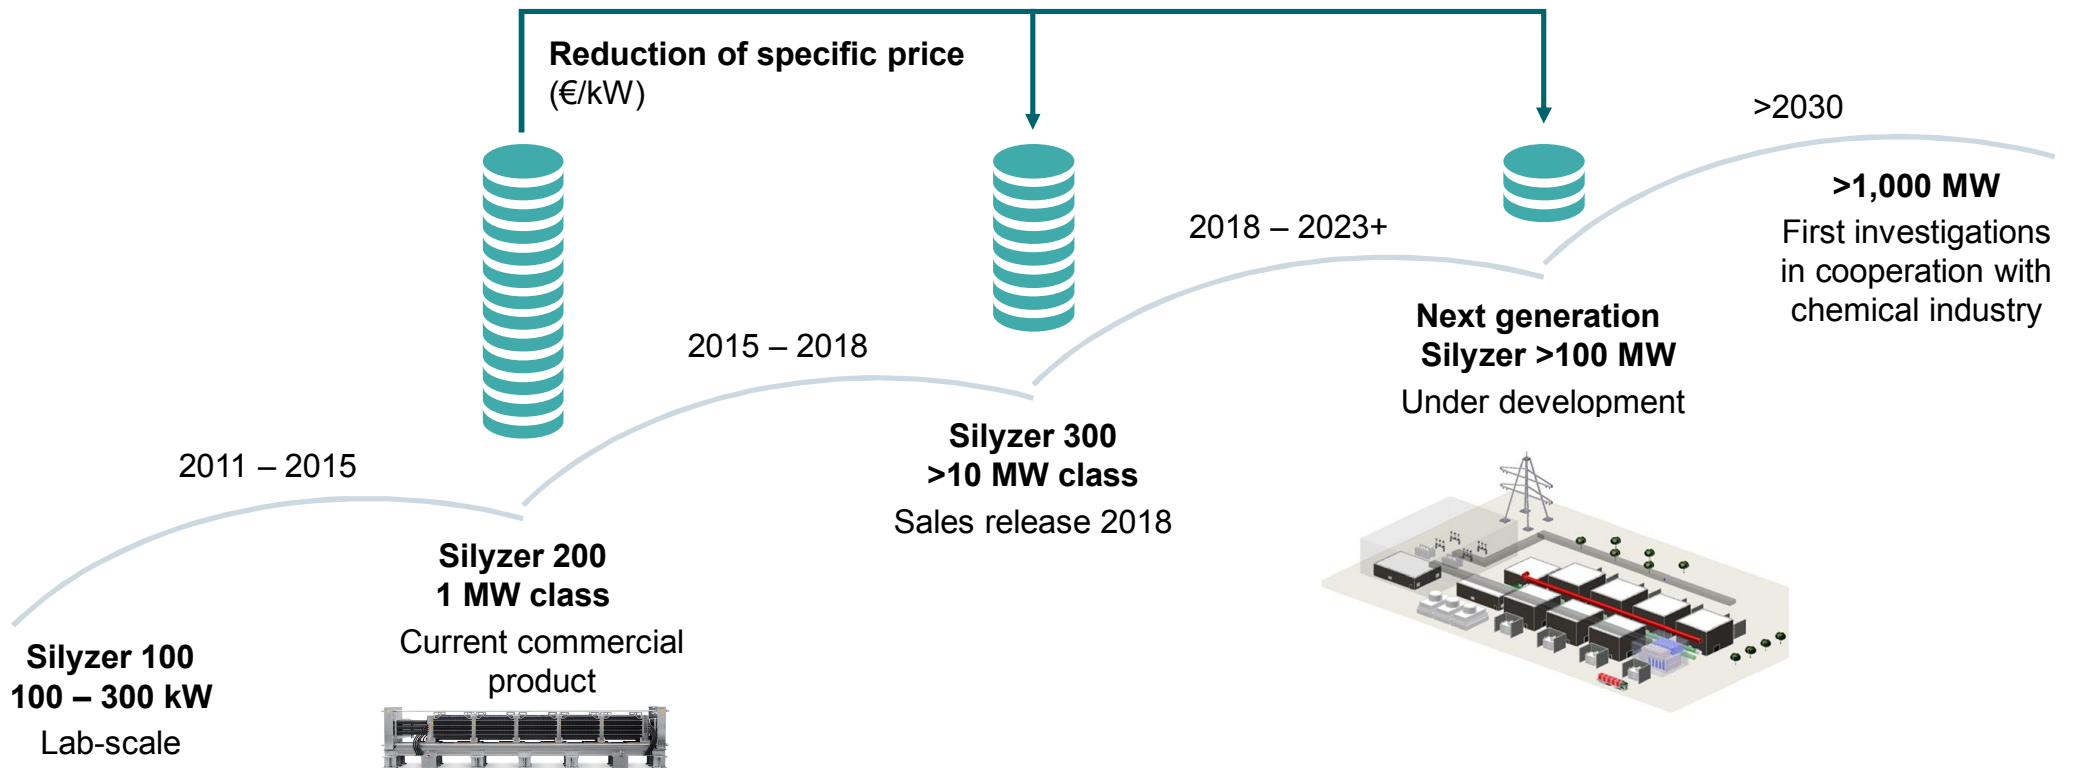 Reduction of specific price
(€/kW)
>2030
>1,000 MW
First investigations
in cooperation with
chemical industry
2018 – 2023+
Next generation
Silyzer >100 MW
Under development
2015 – 2018
Silyzer 300
>10 MW class
Sales release 2018
2011 – 2015
Silyzer 200
1 MW class
Current commercial
product
Silyzer 100
100 – 300 kW
Lab-scale